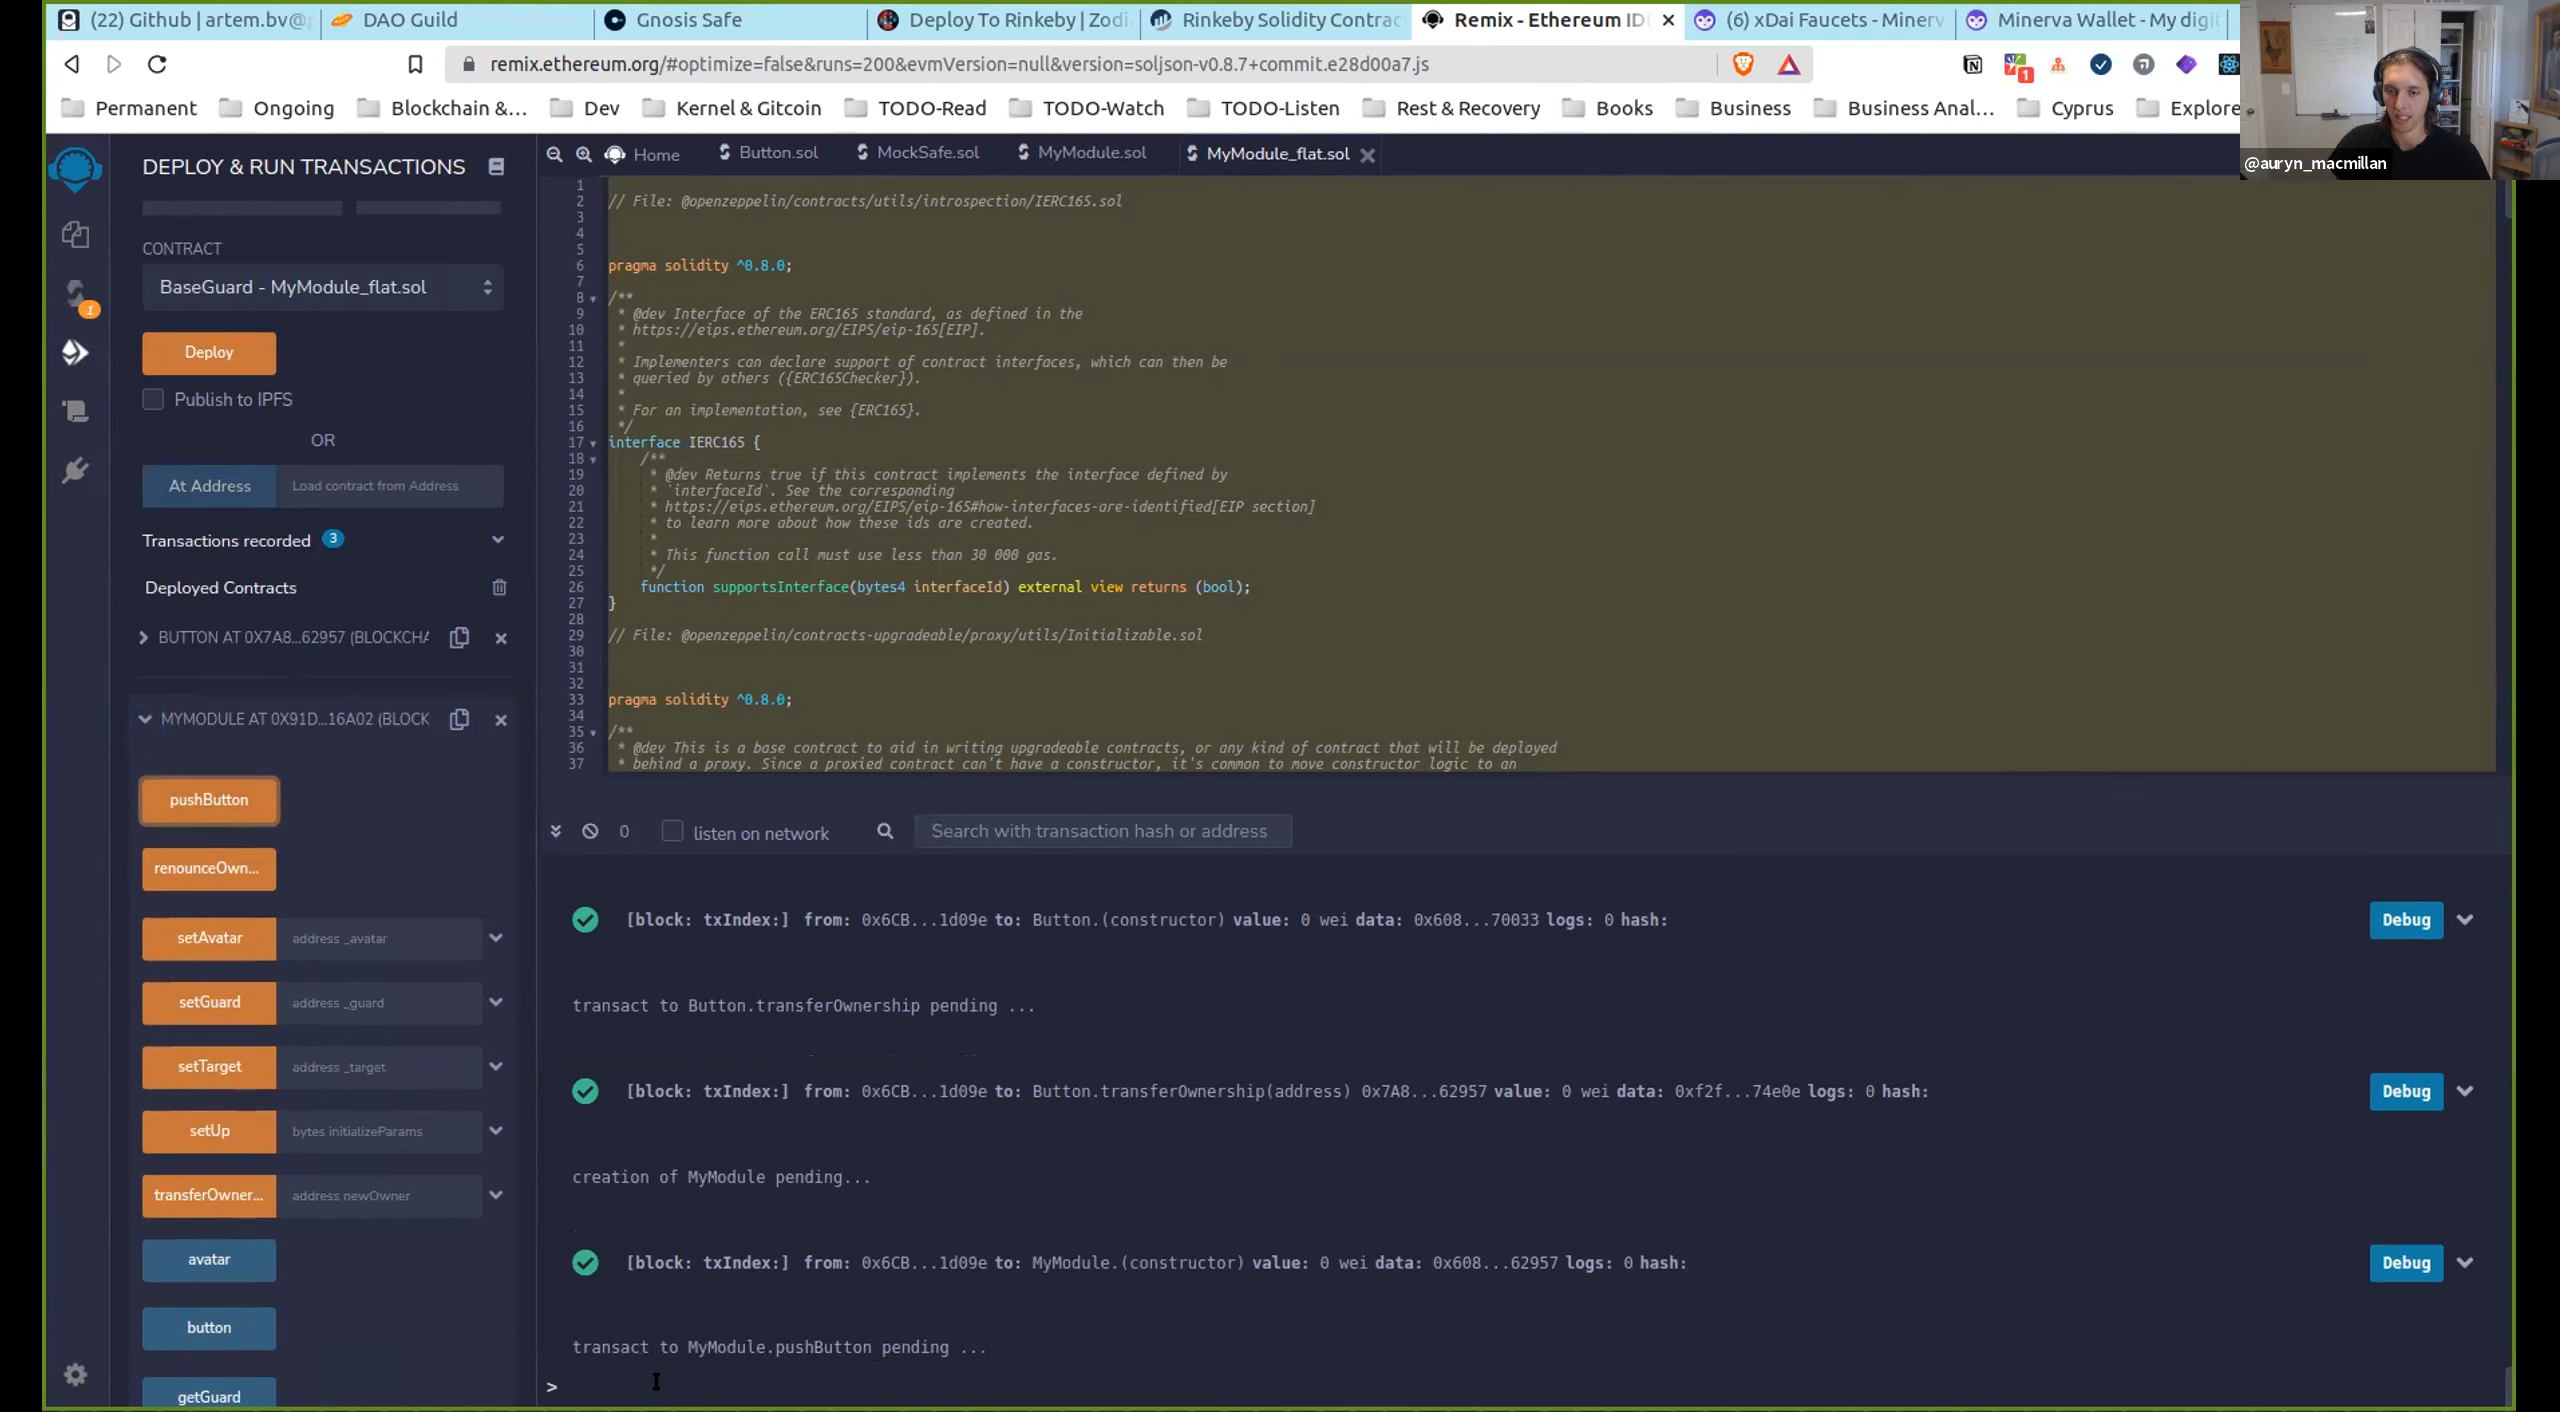 (22) Github | artem.bv@
DAO Guild
Gnosis Safe
Deploy To Rinkeby | Zodi
Rinkeby Solidity Contrac
Remix - Ethereum ID
(6) xDai Faucets - Minerv
Minerva Wallet - My digit
remix.ethereum.org/#optimize=false&runs=200&evmVersion=null&version=soljson-v0.8.7+commit.e28d00a7.js
1
Permanent
Ongoing
Blockchain &...
Dev
Kernel & Gitcoin
TODO-Read
TODO-Watch
TODO-Listen
Rest & Recovery
Books
Business
Business Anal...
Cyprus
Explore
@auryn_macmillan
DEPLOY & RUN TRANSACTIONS
CONTRACT
BaseGuard - MyModule_flat.sol
Deploy
Publish to IPFS
OR
At Address
Load contract from Address
Transactions recorded 3
Deployed Contracts
BUTTON AT 0X7A8...62957 (BLOCKCHA
MYMODULE AT 0X91D...16A02 (BLOCK
pushButton
renounceOwn...
setAvatar address _avatar
setGuard address _guard
setTarget address _target
setUp bytes initializeParams
transferOwner... address newOwner
avatar
button
getGuard
1
Home
Button.sol
MockSafe.sol
MyModule.sol
MyModule_flat.sol
1
2 // File: @openzeppelin/contracts/utils/introspection/IERC165.sol
3
4
5
6 pragma solidity ^0.8.0;
7
8 /**
9 * @dev Interface of the ERC165 standard, as defined in the
10 * https://eips.ethereum.org/EIPS/eip-165[EIP].
11 *
12 * Implementers can declare support of contract interfaces, which can then be
13 * queried by others ({ERC165Checker}).
14 *
15 * For an implementation, see {ERC165}.
16 */
17 interface IERC165 {
18 /**
19 * @dev Returns true if this contract implements the interface defined by
20 * `interfaceId`. See the corresponding
21 * https://eips.ethereum.org/EIPS/eip-165#how-interfaces-are-identified[EIP section]
22 * to learn more about how these ids are created.
23 *
24 * This function call must use less than 30 000 gas.
25 */
26 function supportsInterface(bytes4 interfaceId) external view returns (bool);
27 }
28
29 // File: @openzeppelin/contracts-upgradeable/proxy/utils/Initializable.sol
30
31
32
33 pragma solidity ^0.8.0;
34
35 /**
36 * @dev This is a base contract to aid in writing upgradeable contracts, or any kind of contract that will be deployed
37 * behind a proxy. Since a proxied contract can't have a constructor, it's common to move constructor logic to an
0
listen on network
Search with transaction hash or address
[block: txIndex:] from: 0x6CB...1d09e to: Button.(constructor) value: 0 wei data: 0x608...70033 logs: 0 hash:
Debug
transact to Button.transferOwnership pending ...
[block: txIndex:] from: 0x6CB...1d09e to: Button.transferOwnership(address) 0x7A8...62957 value: 0 wei data: 0xf2f...74e0e logs: 0 hash:
Debug
creation of MyModule pending...
[block: txIndex:] from: 0x6CB...1d09e to: MyModule.(constructor) value: 0 wei data: 0x608...62957 logs: 0 hash:
Debug
transact to MyModule.pushButton pending ...
>